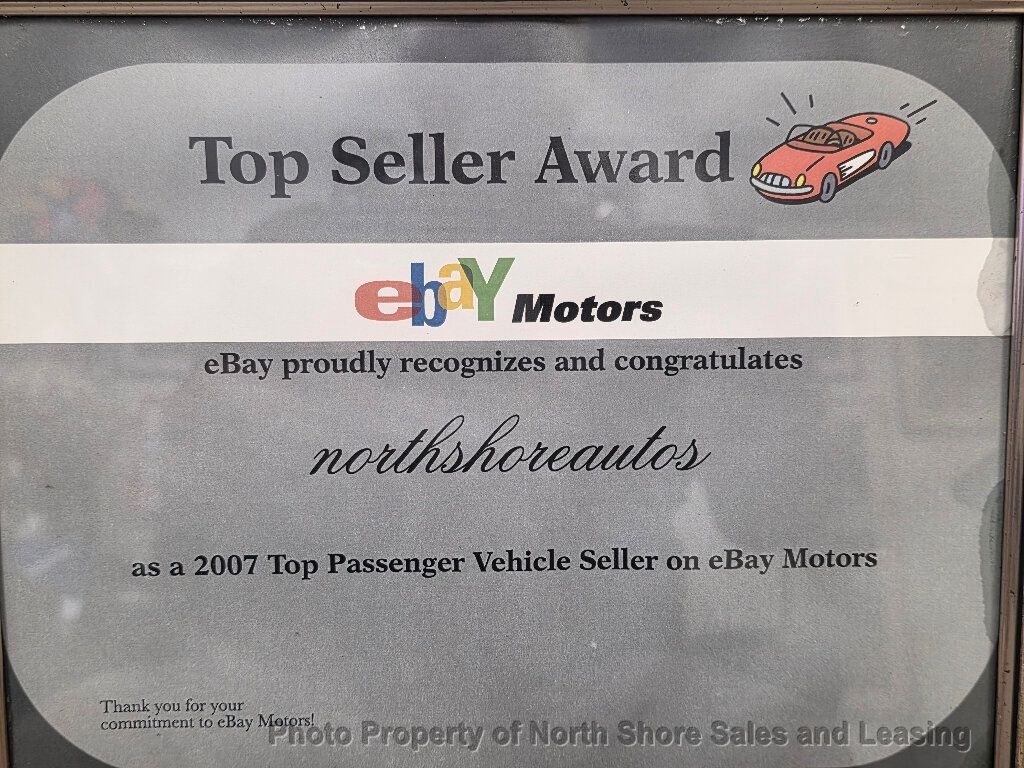 Top Seller Award
ebaY Motors
eBay proudly recognizes and congratulates
northshoreautos
as a 2007 Top Passenger Vehicle Seller on eBay Motors
Thank you for your
commitment to eBay Motors!
Photo Property of North Shore Sales and Leasing